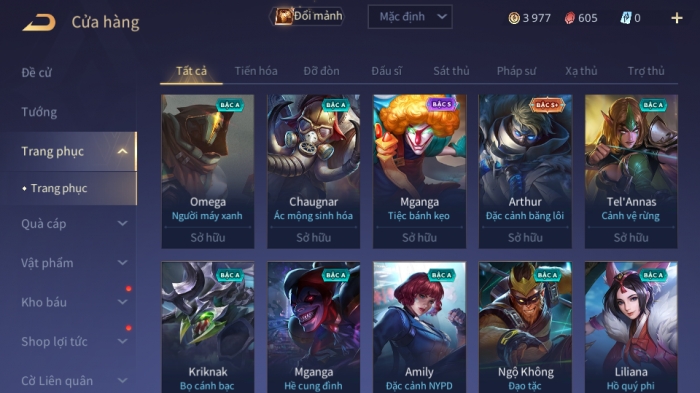 Cửa hàng
Đổi mảnh
Mặc định
3 977
605
0
Đề cử
Tướng
Trang phục
Trang phục
Quà cáp
Vật phẩm
Kho báu
Shop lợi tức
Cờ Liên quân
Tất cả
Tiến hóa
Đỡ đòn
Đấu sĩ
Sát thủ
Pháp sư
Xạ thủ
Trợ thủ
BẬC A
Omega
Người máy xanh
Sở hữu
BẬC A
Chaugnar
Ác mộng sinh hóa
Sở hữu
BẬC S
Mganga
Tiệc bánh kẹo
Sở hữu
BẬC S+
Arthur
Đặc cảnh băng lôi
Sở hữu
BẬC A
Tel'Annas
Cảnh vệ rừng
Sở hữu
BẬC A
Kriknak
Bọ cánh bạc
BẬC A
Mganga
Hề cung đình
BẬC A
Amily
Đặc cảnh NYPD
BẬC A
Ngộ Không
Đạo tặc
BẬC A
Liliana
Hồ quý phi